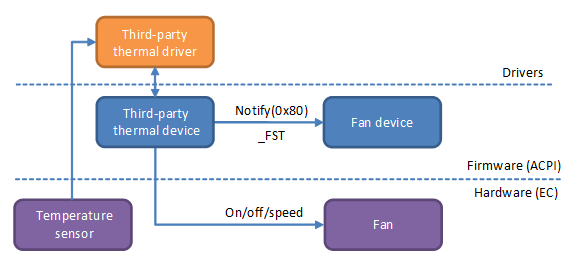 Third-party
thermal driver
Drivers
Third-party
thermal device
Notify(0x80)
_FST
Fan device
Firmware (ACPI)
Hardware (EC)
Temperature
sensor
On/off/speed
Fan